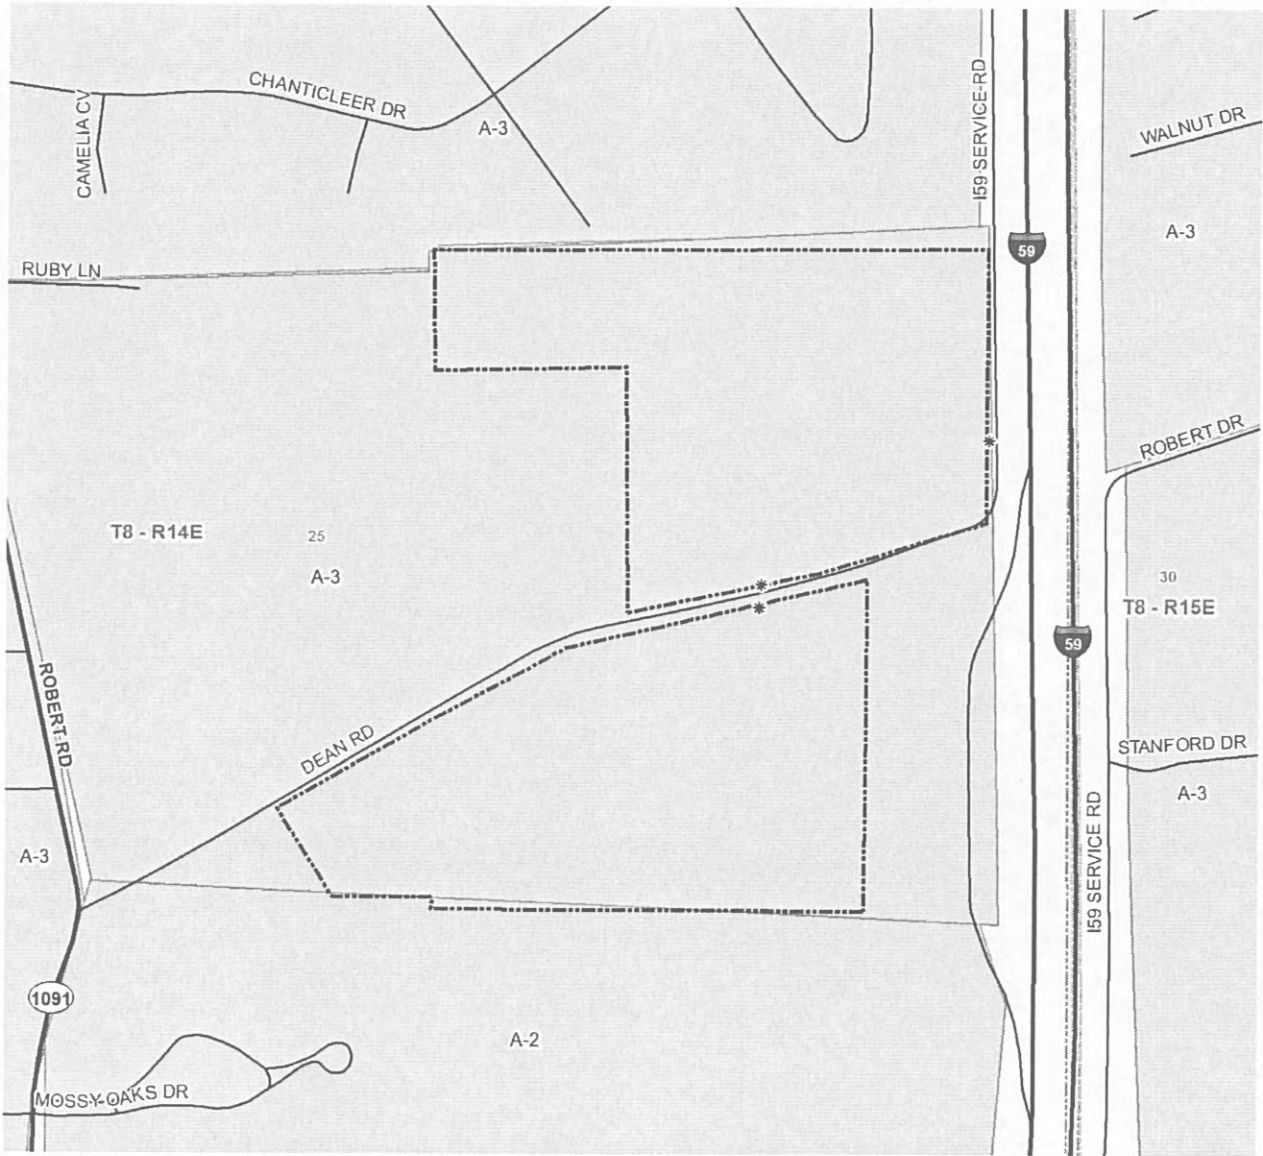 CHANTICLEER DR
CAMELIA CV
A-3
I59 SERVICE RD
WALNUT DR
A-3
59
RUBY LN
ROBERT DR
T8 - R14E
25
A-3
30
T8 - R15E
59
ROBERT RD
DEAN RD
STANFORD DR
A-3
A-3
I59 SERVICE RD
1091
A-2
MOSSY OAKS DR